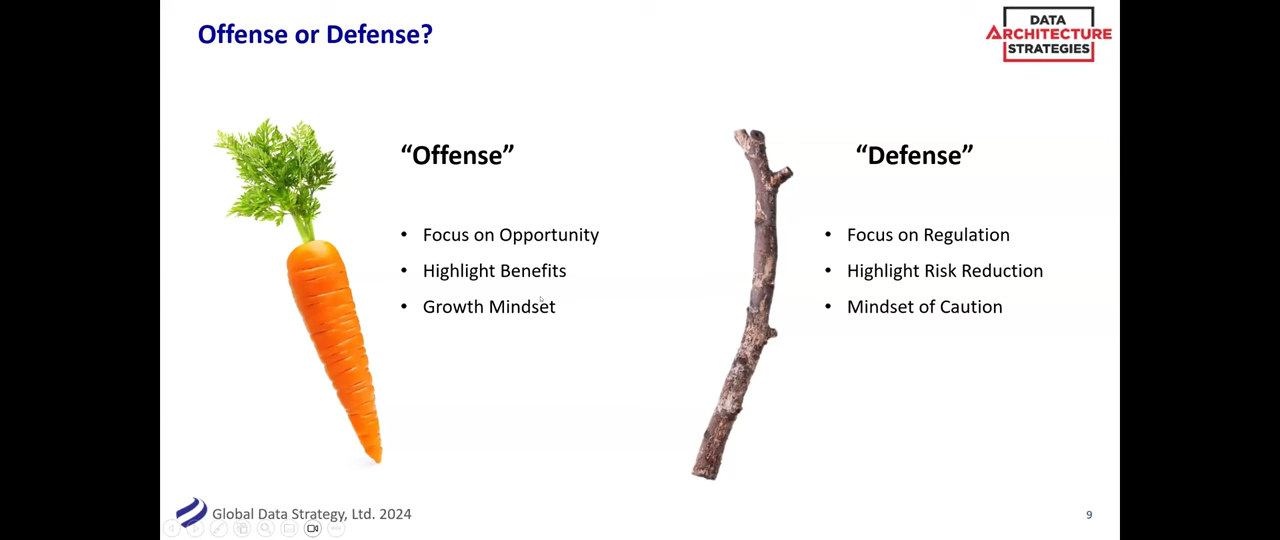 Offense or Defense?
DATA
ARCHITECTURE
STRATEGIES
“Offense”
• Focus on Opportunity
• Highlight Benefits
• Growth Mindset
“Defense”
• Focus on Regulation
• Highlight Risk Reduction
• Mindset of Caution
Global Data Strategy, Ltd. 2024
9